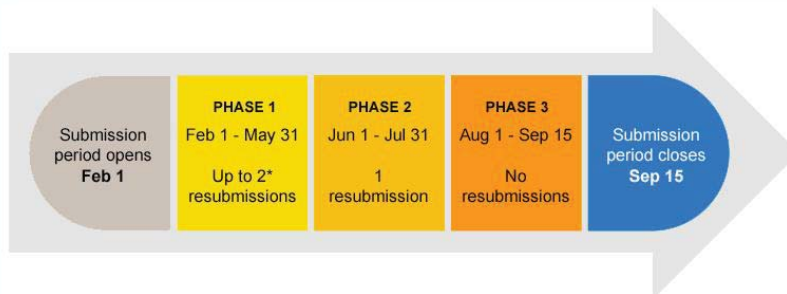 Submission
period opens
Feb 1
PHASE 1
Feb 1 - May 31
Up to 2*
resubmissions
PHASE 2
Jun 1 - Jul 31
1
resubmission
PHASE 3
Aug 1 - Sep 15
No
resubmissions
Submission
period closes
Sep 15